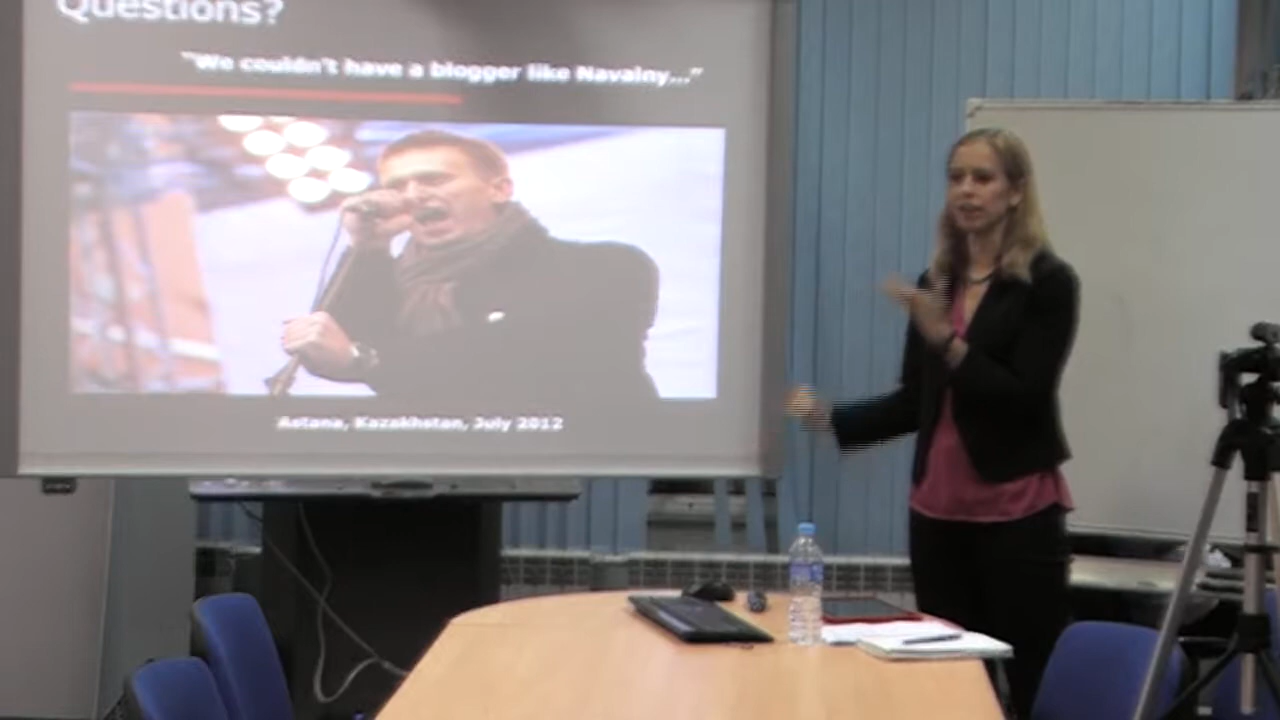 Questions?
"We couldn't have a blogger like Navalny..."
Astana, Kazakhstan, July 2012